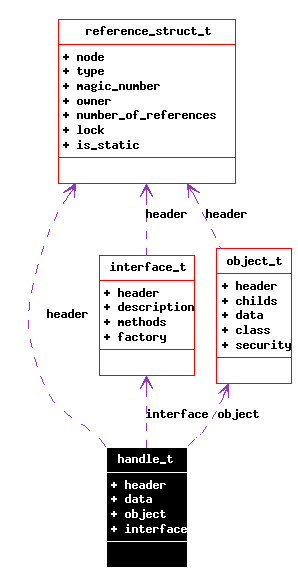 reference_struct_t
+ node
+ type
+ magic_number
+ owner
+ number_of_references
+ lock
+ is_static
header
header
interface_t
+ header
+ description
+ methods
+ factory
object_t
+ header
+ childs
+ data
+ class
+ security
header
interface
object
handle_t
+ header
+ data
+ object
+ interface